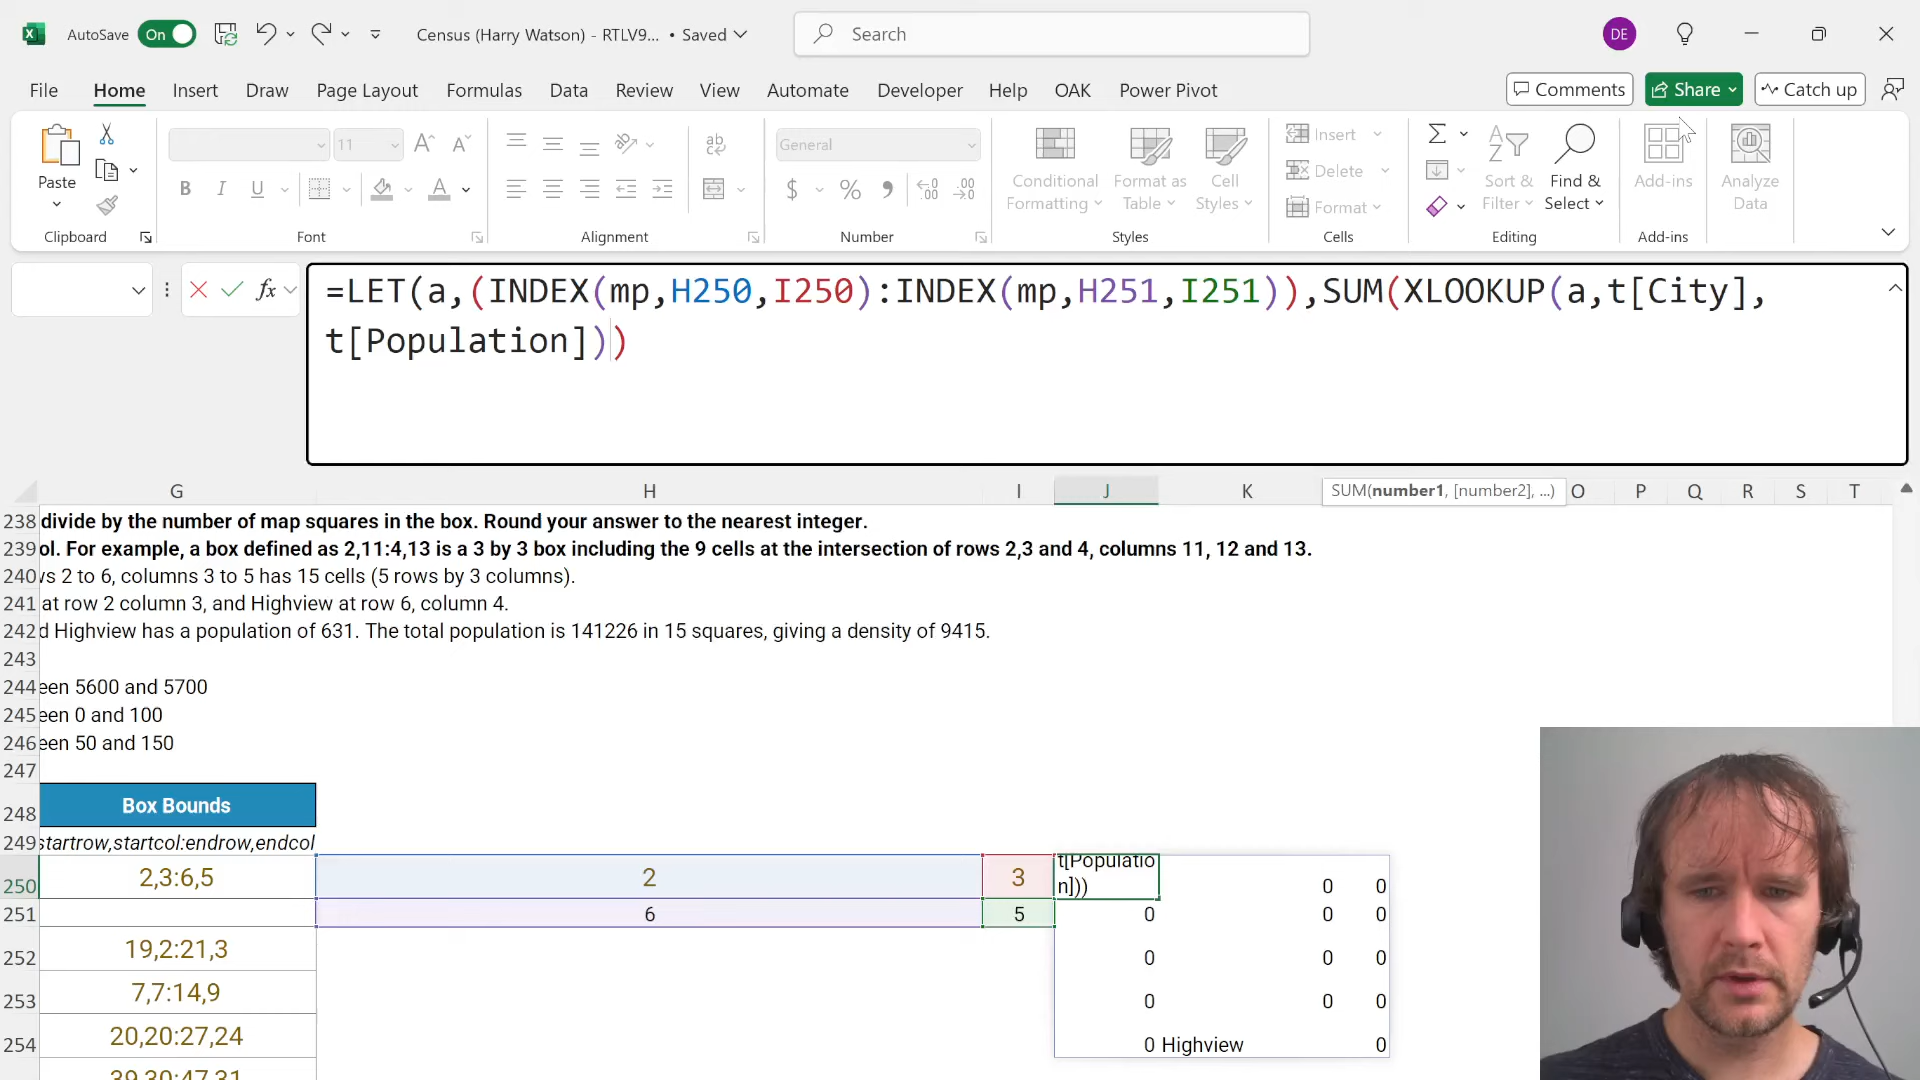 AutoSave On Census (Harry Watson) - RTLV9... • Saved Search DE
File Home Insert Draw Page Layout Formulas Data Review View Automate Developer Help OAK Power Pivot Comments Share Catch up
Paste
11
General
B I U
$ %
Conditional Formatting
Format as Table
Cell Styles
Insert
Delete
Format
Sort & Filter
Find & Select
Add-ins
Analyze Data
Clipboard Font Alignment Number Styles Cells Editing Add-ins
fx
=LET(a,(INDEX(mp,H250,I250):INDEX(mp,H251,I251)),SUM(XLOOKUP(a,t[City],
t[Population]))
G H I J K SUM(number1, [number2], ...) O P Q R S T
238 divide by the number of map squares in the box. Round your answer to the nearest integer.
239 ol. For example, a box defined as 2,11:4,13 is a 3 by 3 box including the 9 cells at the intersection of rows 2,3 and 4, columns 11, 12 and 13.
240 vs 2 to 6, columns 3 to 5 has 15 cells (5 rows by 3 columns).
241 at row 2 column 3, and Highview at row 6, column 4.
242 d Highview has a population of 631. The total population is 141226 in 15 squares, giving a density of 9415.
243
244 een 5600 and 5700
245 een 0 and 100
246 een 50 and 150
247
248 Box Bounds
249 startrow,startcol:endrow,endcol
250 2,3:6,5 2 3 t[Populatio
n])) 0 0
251 6 5 0 0 0
252 19,2:21,3 0 0 0
253 7,7:14,9 0 0 0
254 20,20:27,24 0 Highview 0
39,30:47,31